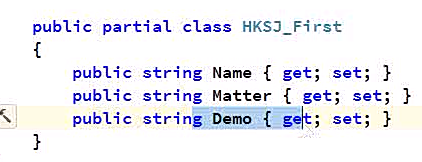 public partial class HKSJ_First
{
public string Name { get; set; }
public string Matter { get; set; }
public string Demo { get; set; }
}